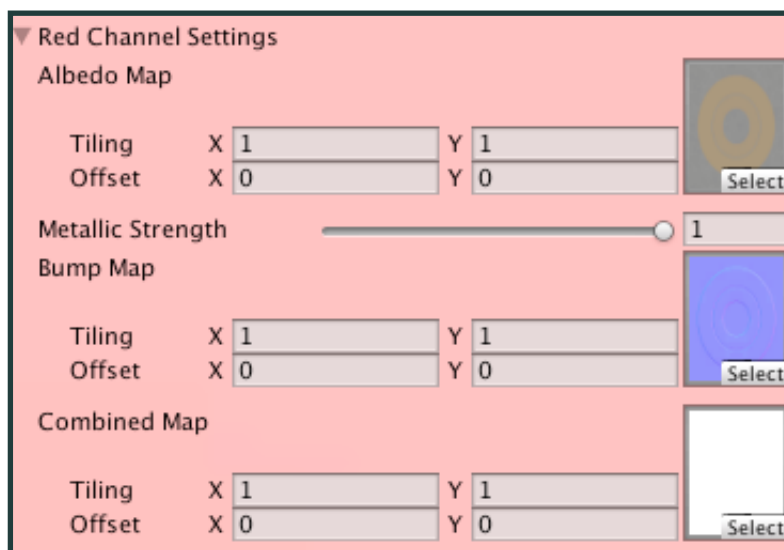 Red Channel Settings
Albedo Map
Tiling X 1 Y 1
Offset X 0 Y 0
Select
Metallic Strength 1
Bump Map
Tiling X 1 Y 1
Offset X 0 Y 0
Select
Combined Map
Tiling X 1 Y 1
Offset X 0 Y 0
Select